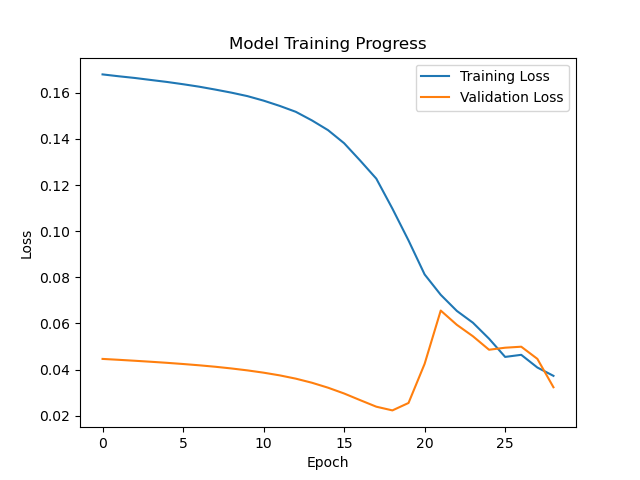 Model Training Progress
Training Loss
Validation Loss
0.16
0.14
0.12
0.10
0.08
0.06
0.04
0.02
Loss
0 5 10 15 20 25
Epoch